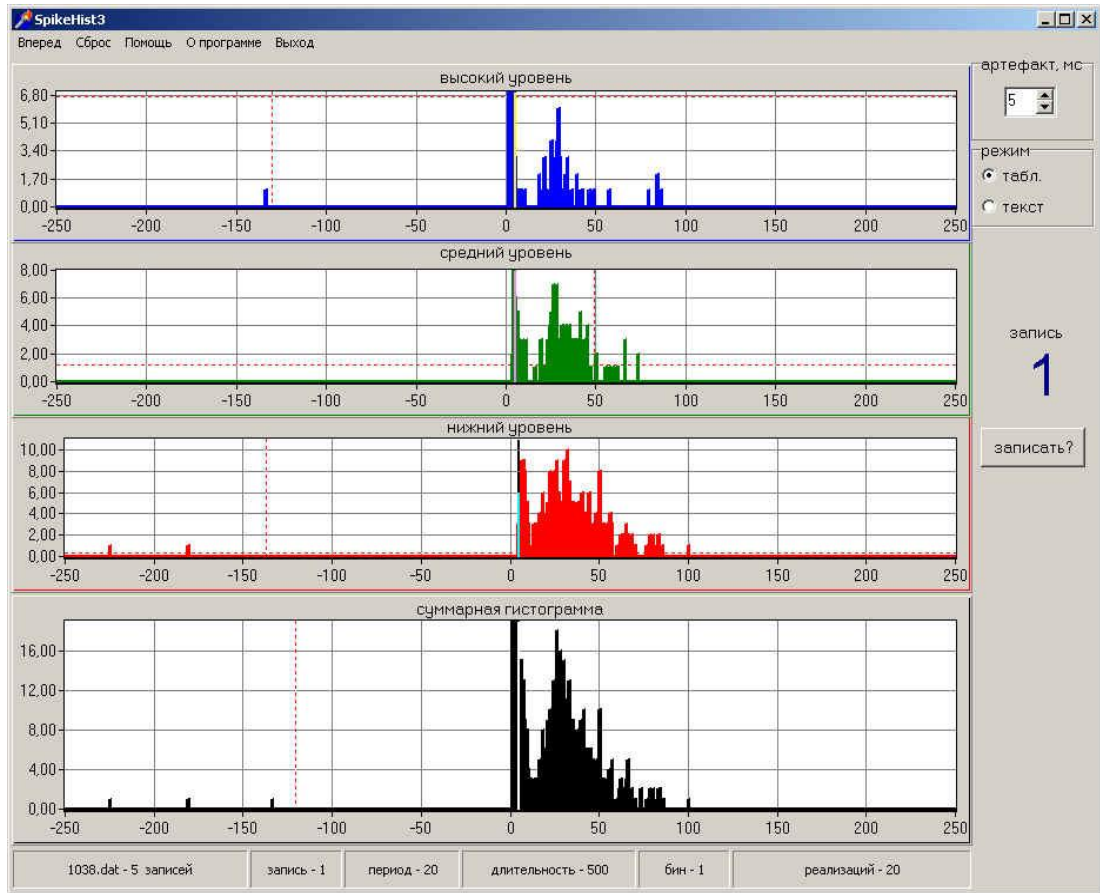 SpikeHist3
Вперед Сброс Помощь О программе Выход
высокий уровень
6,80
5,10
3,40
1,70
0,00
-250 -200 -150 -100 -50 0 50 100 150 200 250
средний уровень
8,00
6,00
4,00
2,00
0,00
-250 -200 -150 -100 -50 0 50 100 150 200 250
нижний уровень
10,00
8,00
6,00
4,00
2,00
0,00
-250 -200 -150 -100 -50 0 50 100 150 200 250
суммарная гистограмма
16,00
12,00
8,00
4,00
0,00
-250 -200 -150 -100 -50 0 50 100 150 200 250
артефакт, мс
5
режим
табл.
текст
запись
1
записать?
1038.dat - 5 записей запись - 1 период - 20 длительность - 500 бин - 1 реализаций - 20